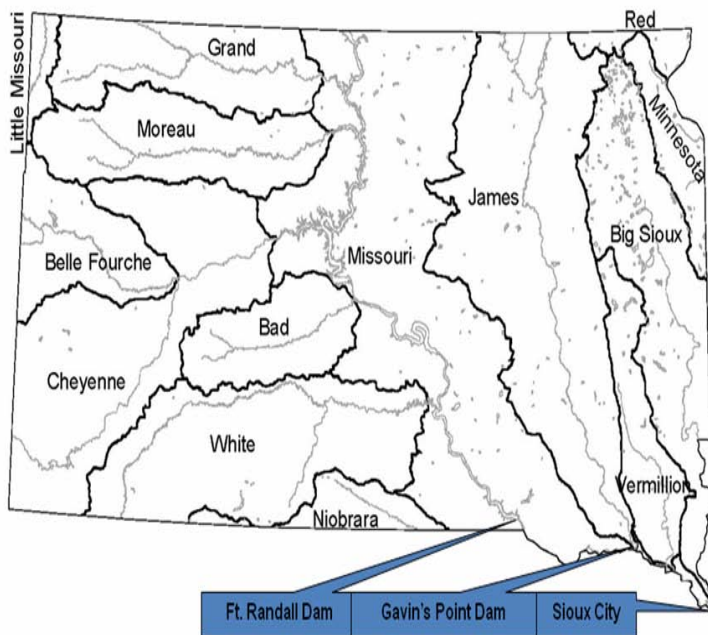 Red
Grand
Little Missouri
Minnesota
Moreau
James
Big Sioux
Missouri
Belle Fourche
Bad
Cheyenne
White
Vermillion
Niobrara
Ft. Randall Dam
Gavin's Point Dam
Sioux City